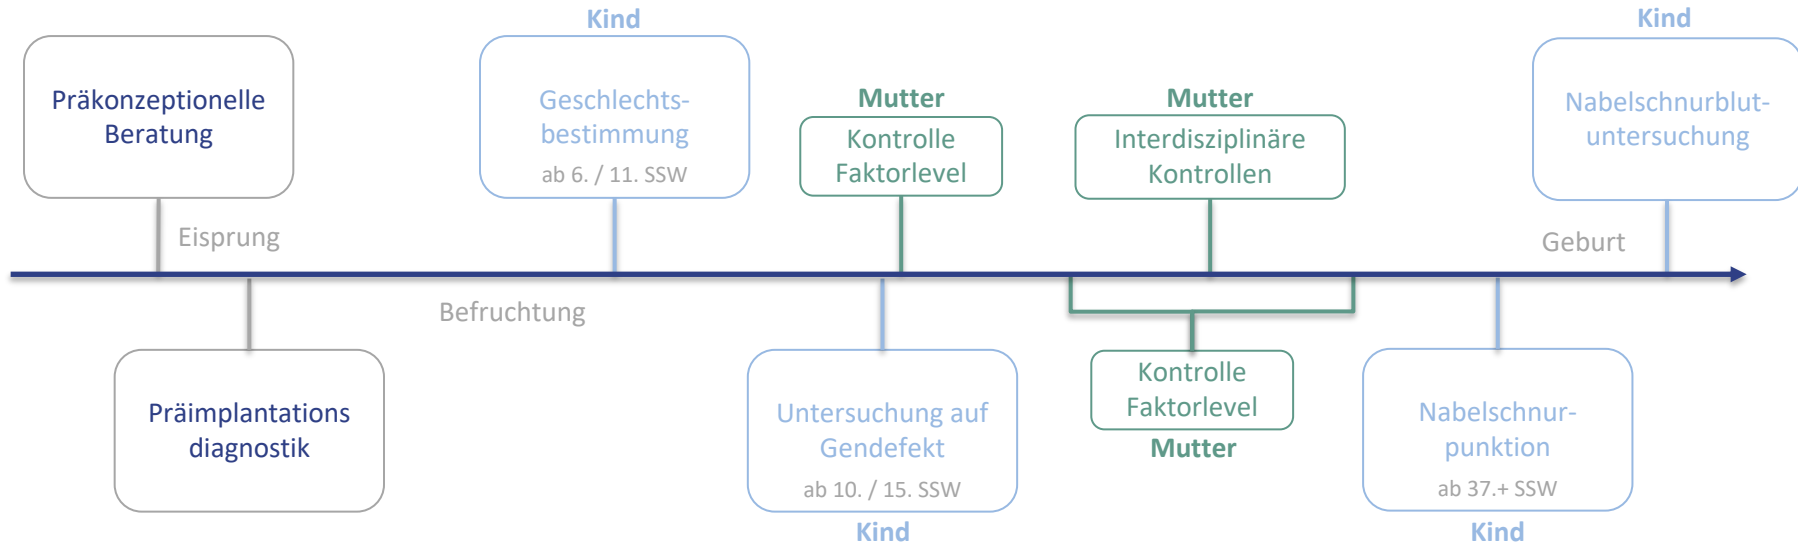 Kind
Kind
Präkonzeptionelle
Beratung
Geschlechts-
bestimmung
ab 6. / 11. SSW
Mutter
Kontrolle
Faktorlevel
Mutter
Interdisziplinäre
Kontrollen
Nabelschnurblut-
untersuchung
Eisprung
Geburt
Befruchtung
Präimplantations
diagnostik
Untersuchung auf
Gendefekt
ab 10. / 15. SSW
Kind
Kontrolle
Faktorlevel
Mutter
Nabelschnur-
punktion
ab 37.+ SSW
Kind